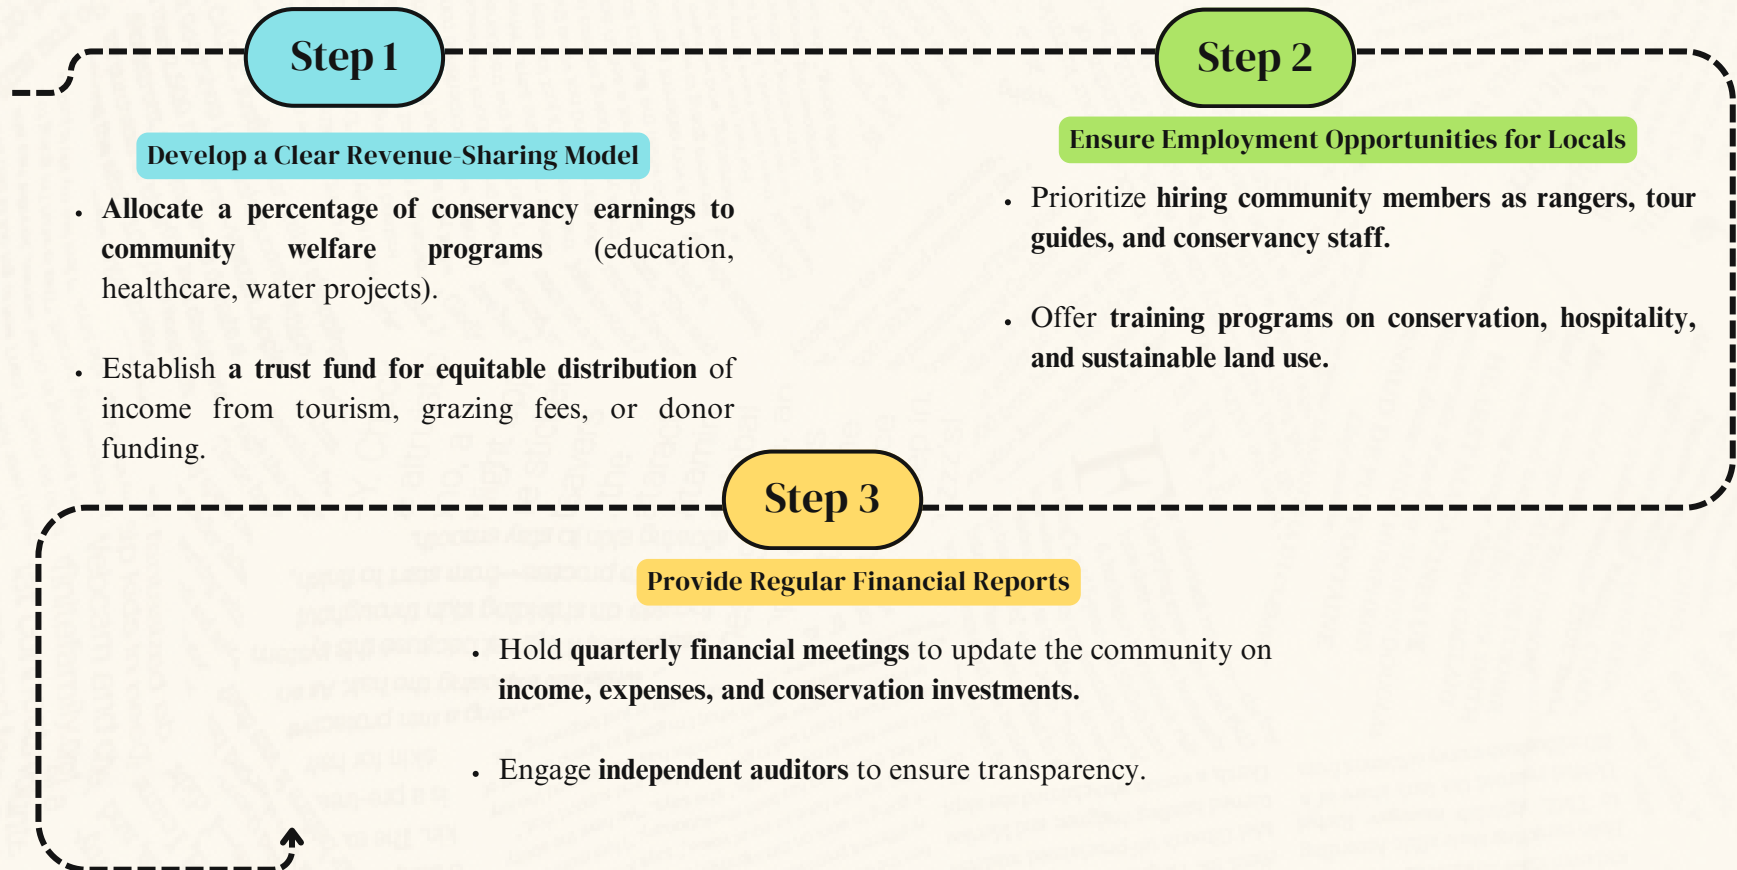 Step 1
Develop a Clear Revenue-Sharing Model
• Allocate a percentage of conservancy earnings to
community welfare programs (education,
healthcare, water projects).
• Establish a trust fund for equitable distribution of
income from tourism, grazing fees, or donor
funding.
Step 2
Ensure Employment Opportunities for Locals
• Prioritize hiring community members as rangers, tour
guides, and conservancy staff.
• Offer training programs on conservation, hospitality,
and sustainable land use.
Step 3
Provide Regular Financial Reports
• Hold quarterly financial meetings to update the community on
income, expenses, and conservation investments.
• Engage independent auditors to ensure transparency.